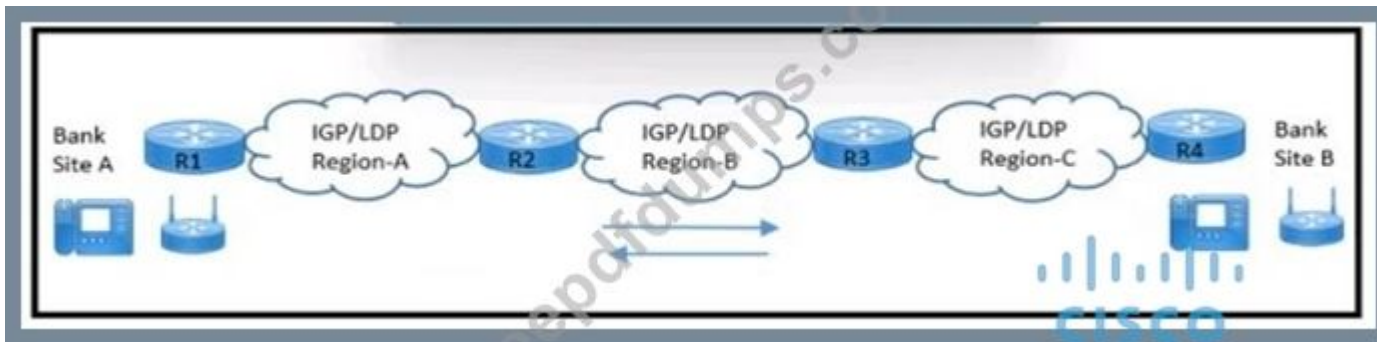 Bank
Site A
R1
IGP/LDP
Region-A
R2
IGP/LDP
Region-B
R3
IGP/LDP
Region-C
R4
Bank
Site B
CISCO